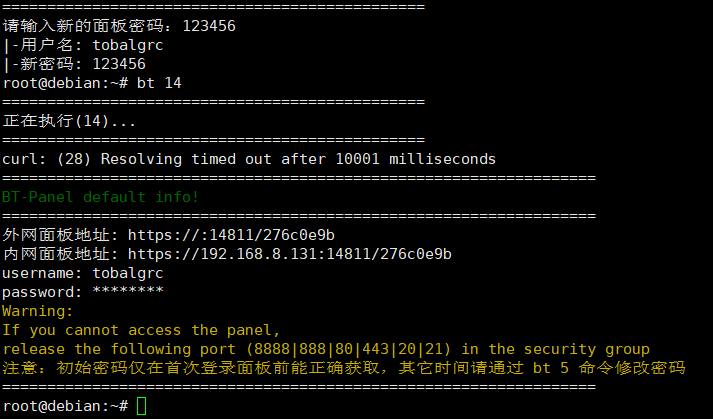 ===============================================
请输入新的面板密码：123456
|-用户名: tobalgrc
|-新密码: 123456
root@debian:~# bt 14
===============================================
正在执行(14)...
===============================================
curl: (28) Resolving timed out after 10001 milliseconds
==================================================================
BT-Panel default info!
==================================================================
外网面板地址: https://:14811/276c0e9b
内网面板地址: https://192.168.8.131:14811/276c0e9b
username: tobalgrc
password: ********
Warning:
If you cannot access the panel,
release the following port (8888|888|80|443|20|21) in the security group
注意：初始密码仅在首次登录面板前能正确获取，其它时间请通过 bt 5 命令修改密码
==================================================================
root@debian:~#